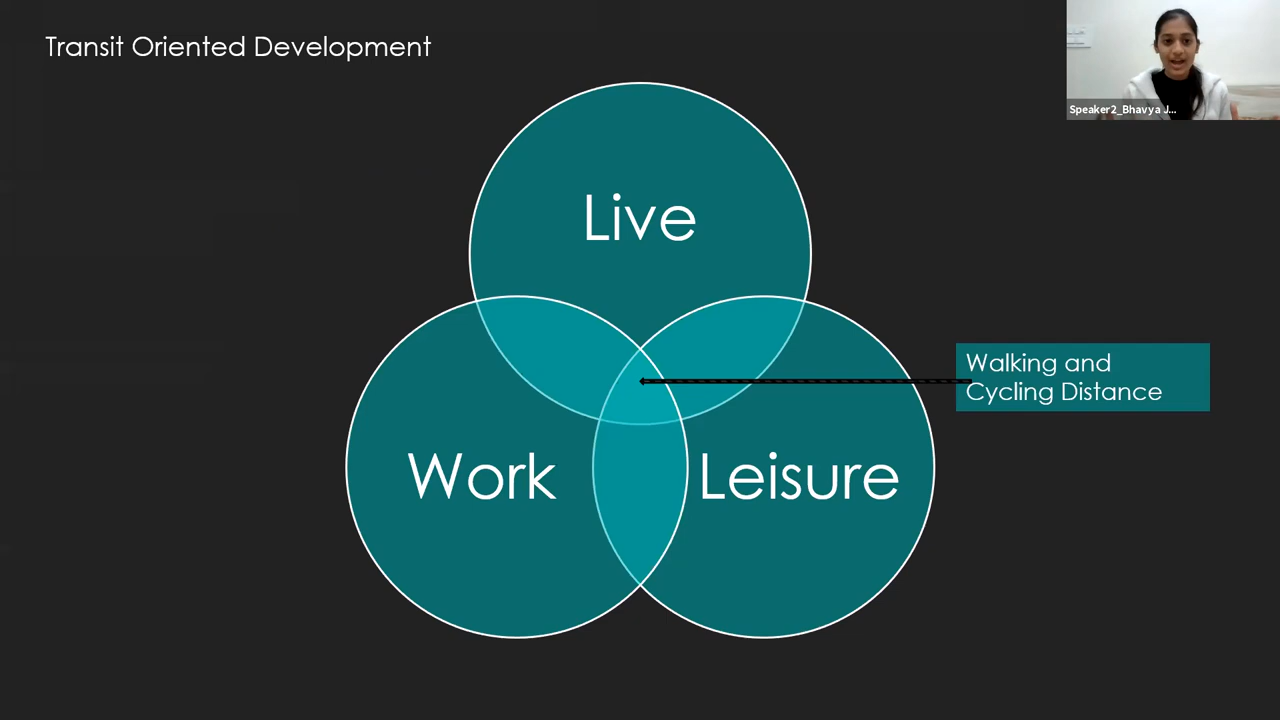 Transit Oriented Development
Speaker2_Bhavya J...
Live
Walking and
Cycling Distance
Work
Leisure